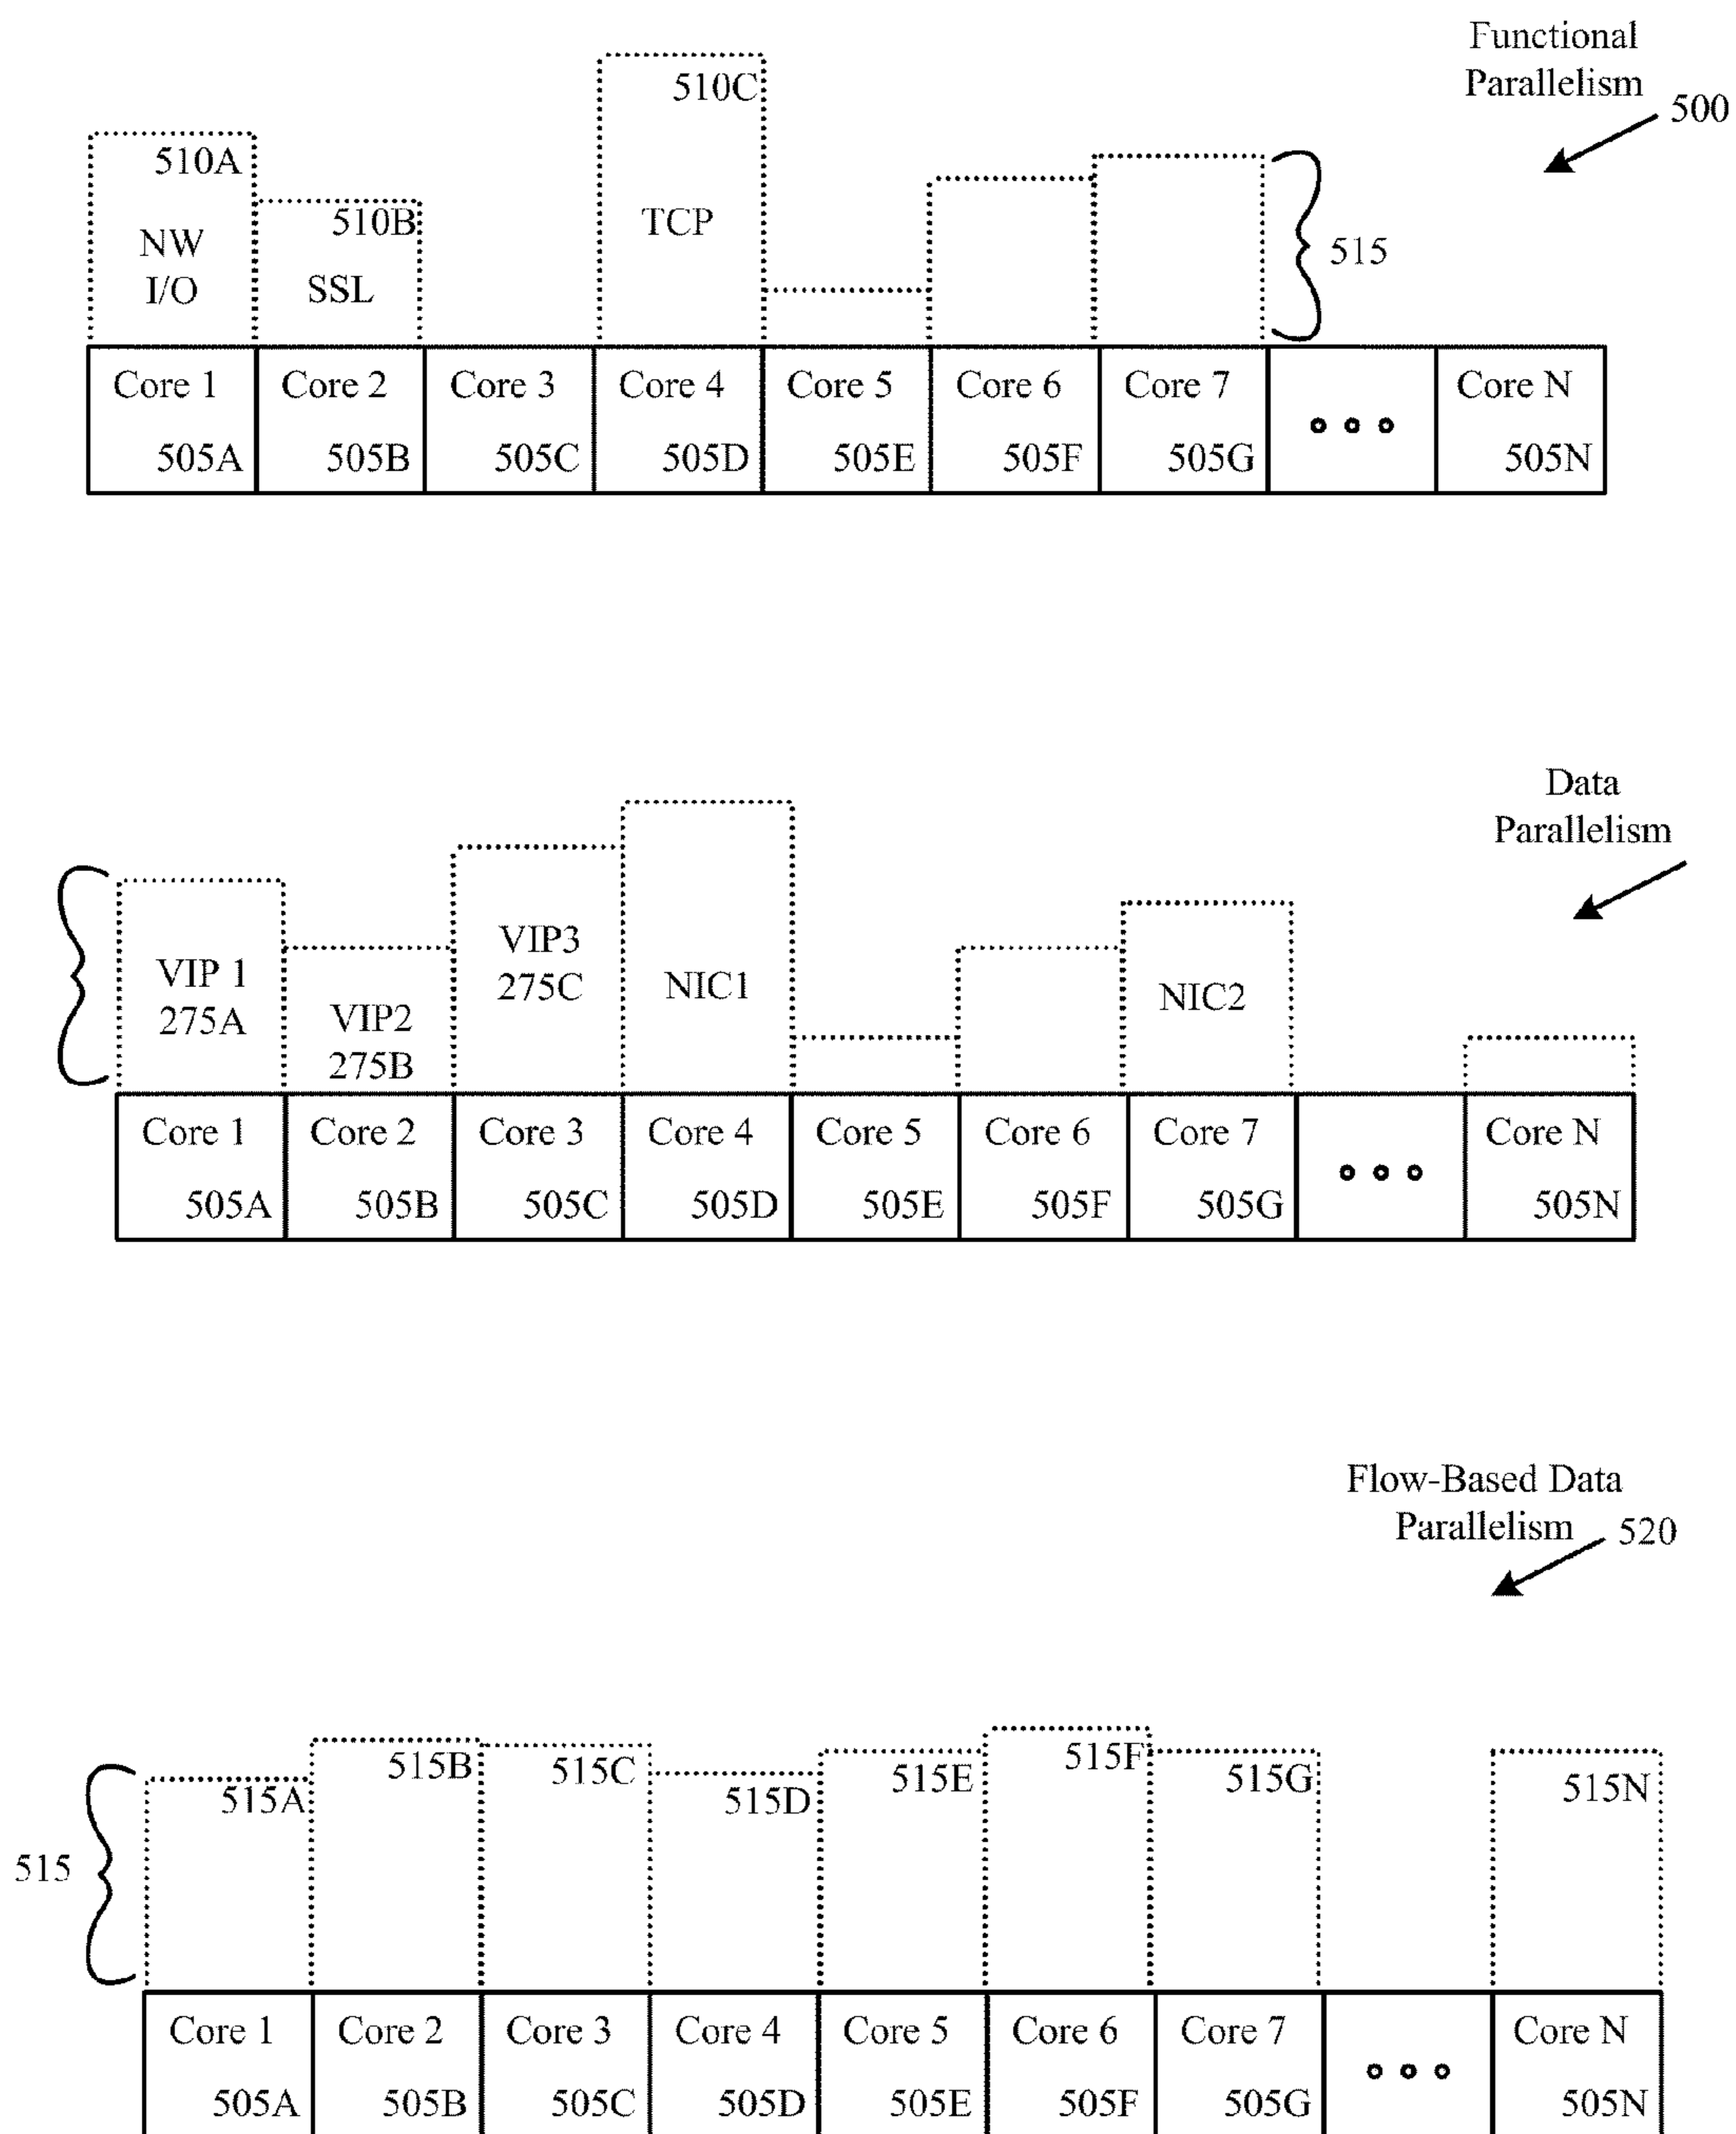 Functional
Parallelism
500
510A
NW
I/O
510B
SSL
510C
TCP
515
Core 1
505A
Core 2
505B
Core 3
505C
Core 4
505D
Core 5
505E
Core 6
505F
Core 7
505G
Core N
505N
Data
Parallelism
VIP 1
275A
VIP2
275B
VIP3
275C
NIC1
NIC2
Core 1
505A
Core 2
505B
Core 3
505C
Core 4
505D
Core 5
505E
Core 6
505F
Core 7
505G
Core N
505N
Flow-Based Data
Parallelism
520
515
515A
515B
515C
515D
515E
515F
515G
515N
Core 1
505A
Core 2
505B
Core 3
505C
Core 4
505D
Core 5
505E
Core 6
505F
Core 7
505G
Core N
505N